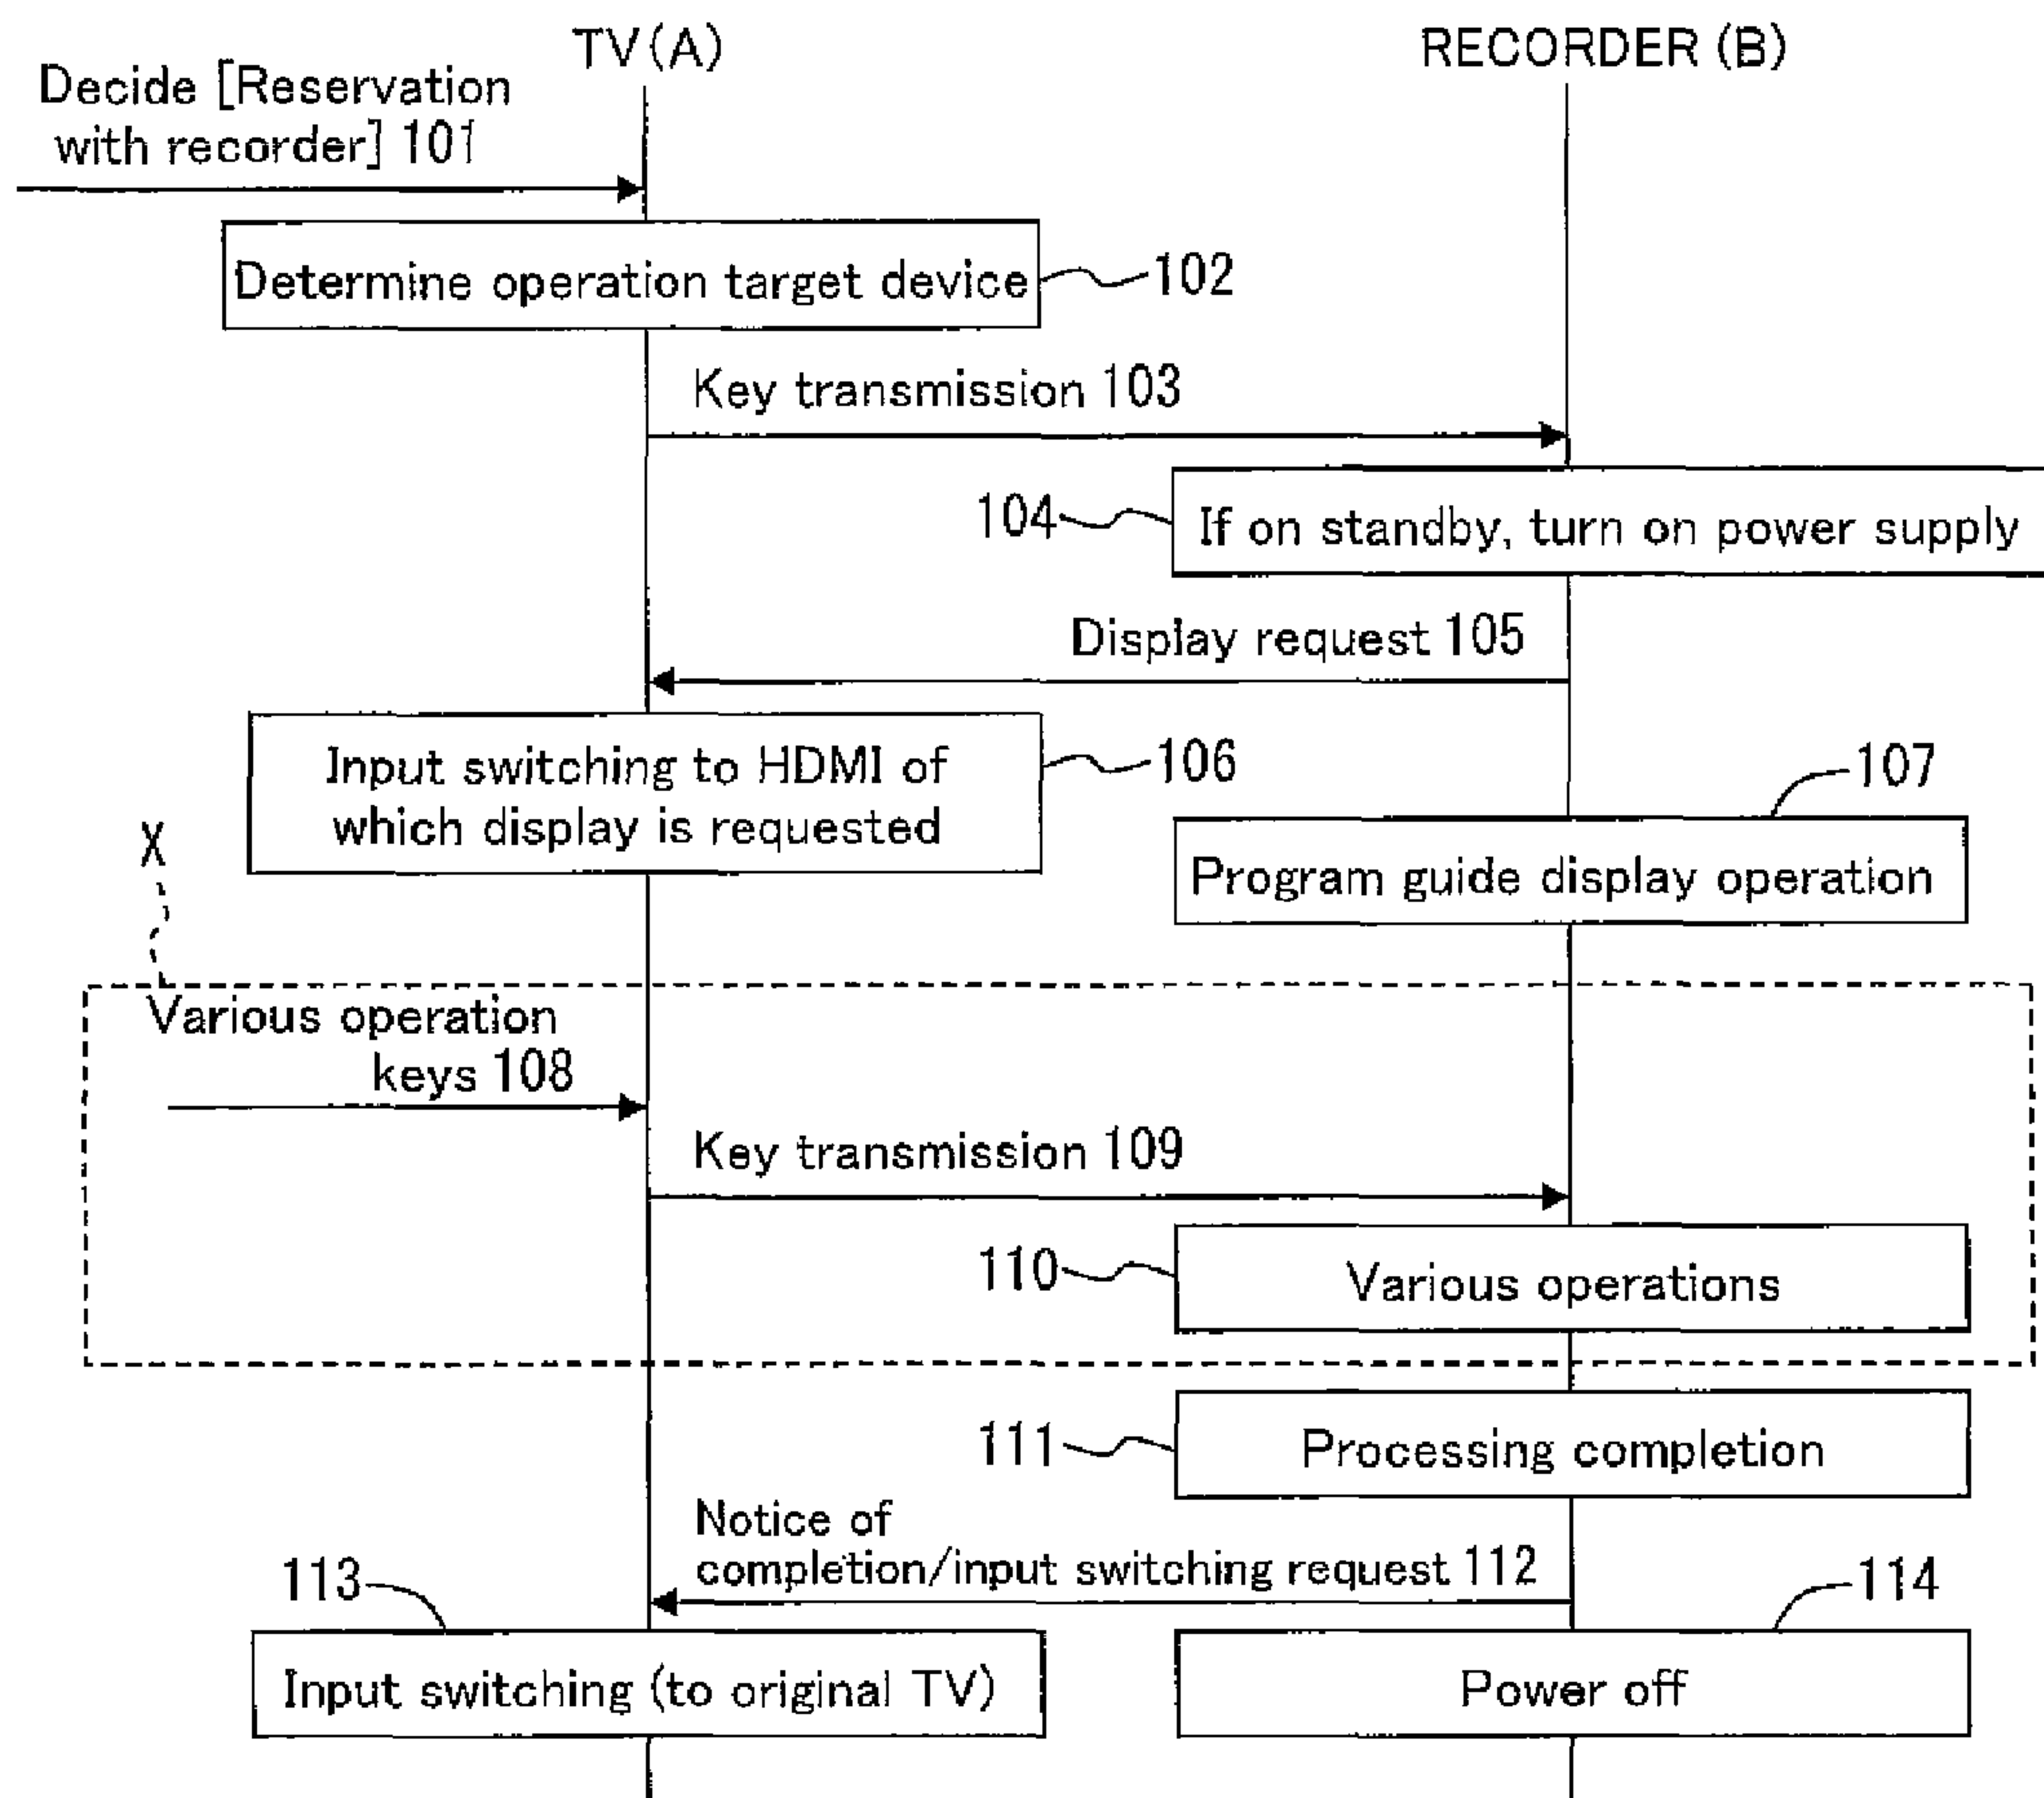 TV(A)
RECORDER (B)
Decide [Reservation
with recorder] 101
Determine operation target device
102
Key transmission 103
104
If on standby, turn on power supply
Display request 105
Input switching to HDMI of
which display is requested
106
107
Program guide display operation
X
Various operation
keys 108
Key transmission 109
110
Various operations
111
Processing completion
Notice of
completion/input switching request 112
113
114
Input switching (to original TV)
Power off